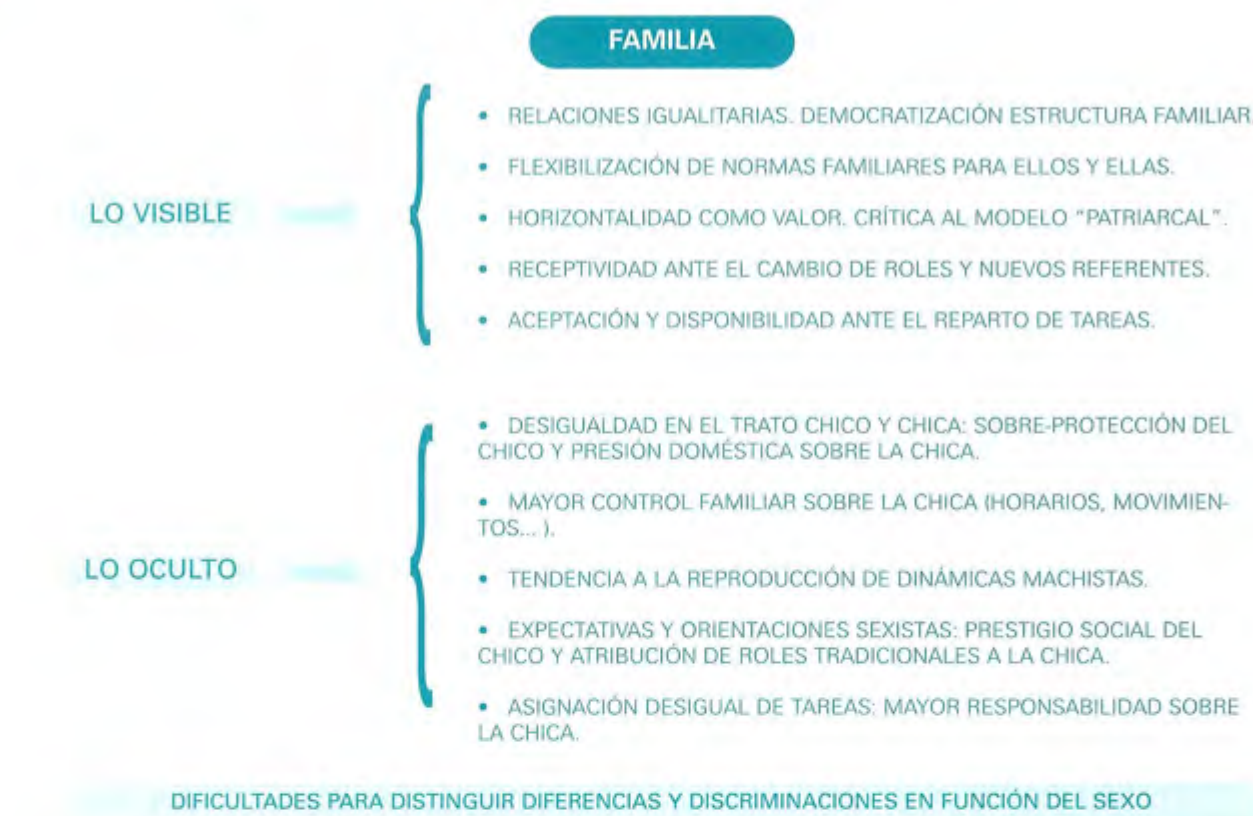 FAMILIA
LO VISIBLE
• RELACIONES IGUALITARIAS. DEMOCRATIZACIÓN ESTRUCTURA FAMILIAR.
• FLEXIBILIZACIÓN DE NORMAS FAMILIARES PARA ELLOS Y ELLAS.
• HORIZONTALIDAD COMO VALOR. CRÍTICA AL MODELO "PATRIARCAL".
• RECEPTIVIDAD ANTE EL CAMBIO DE ROLES Y NUEVOS REFERENTES.
• ACEPTACIÓN Y DISPONIBILIDAD ANTE EL REPARTO DE TAREAS.
LO OCULTO
• DESIGUALDAD EN EL TRATO CHICO Y CHICA: SOBRE-PROTECCIÓN DEL
CHICO Y PRESIÓN DOMÉSTICA SOBRE LA CHICA.
• MAYOR CONTROL FAMILIAR SOBRE LA CHICA (HORARIOS, MOVIMIEN-
TOS... ).
• TENDENCIA A LA REPRODUCCIÓN DE DINÁMICAS MACHISTAS.
• EXPECTATIVAS Y ORIENTACIONES SEXISTAS: PRESTIGIO SOCIAL DEL
CHICO Y ATRIBUCIÓN DE ROLES TRADICIONALES A LA CHICA.
• ASIGNACIÓN DESIGUAL DE TAREAS: MAYOR RESPONSABILIDAD SOBRE
LA CHICA.
DIFICULTADES PARA DISTINGUIR DIFERENCIAS Y DISCRIMINACIONES EN FUNCIÓN DEL SEXO